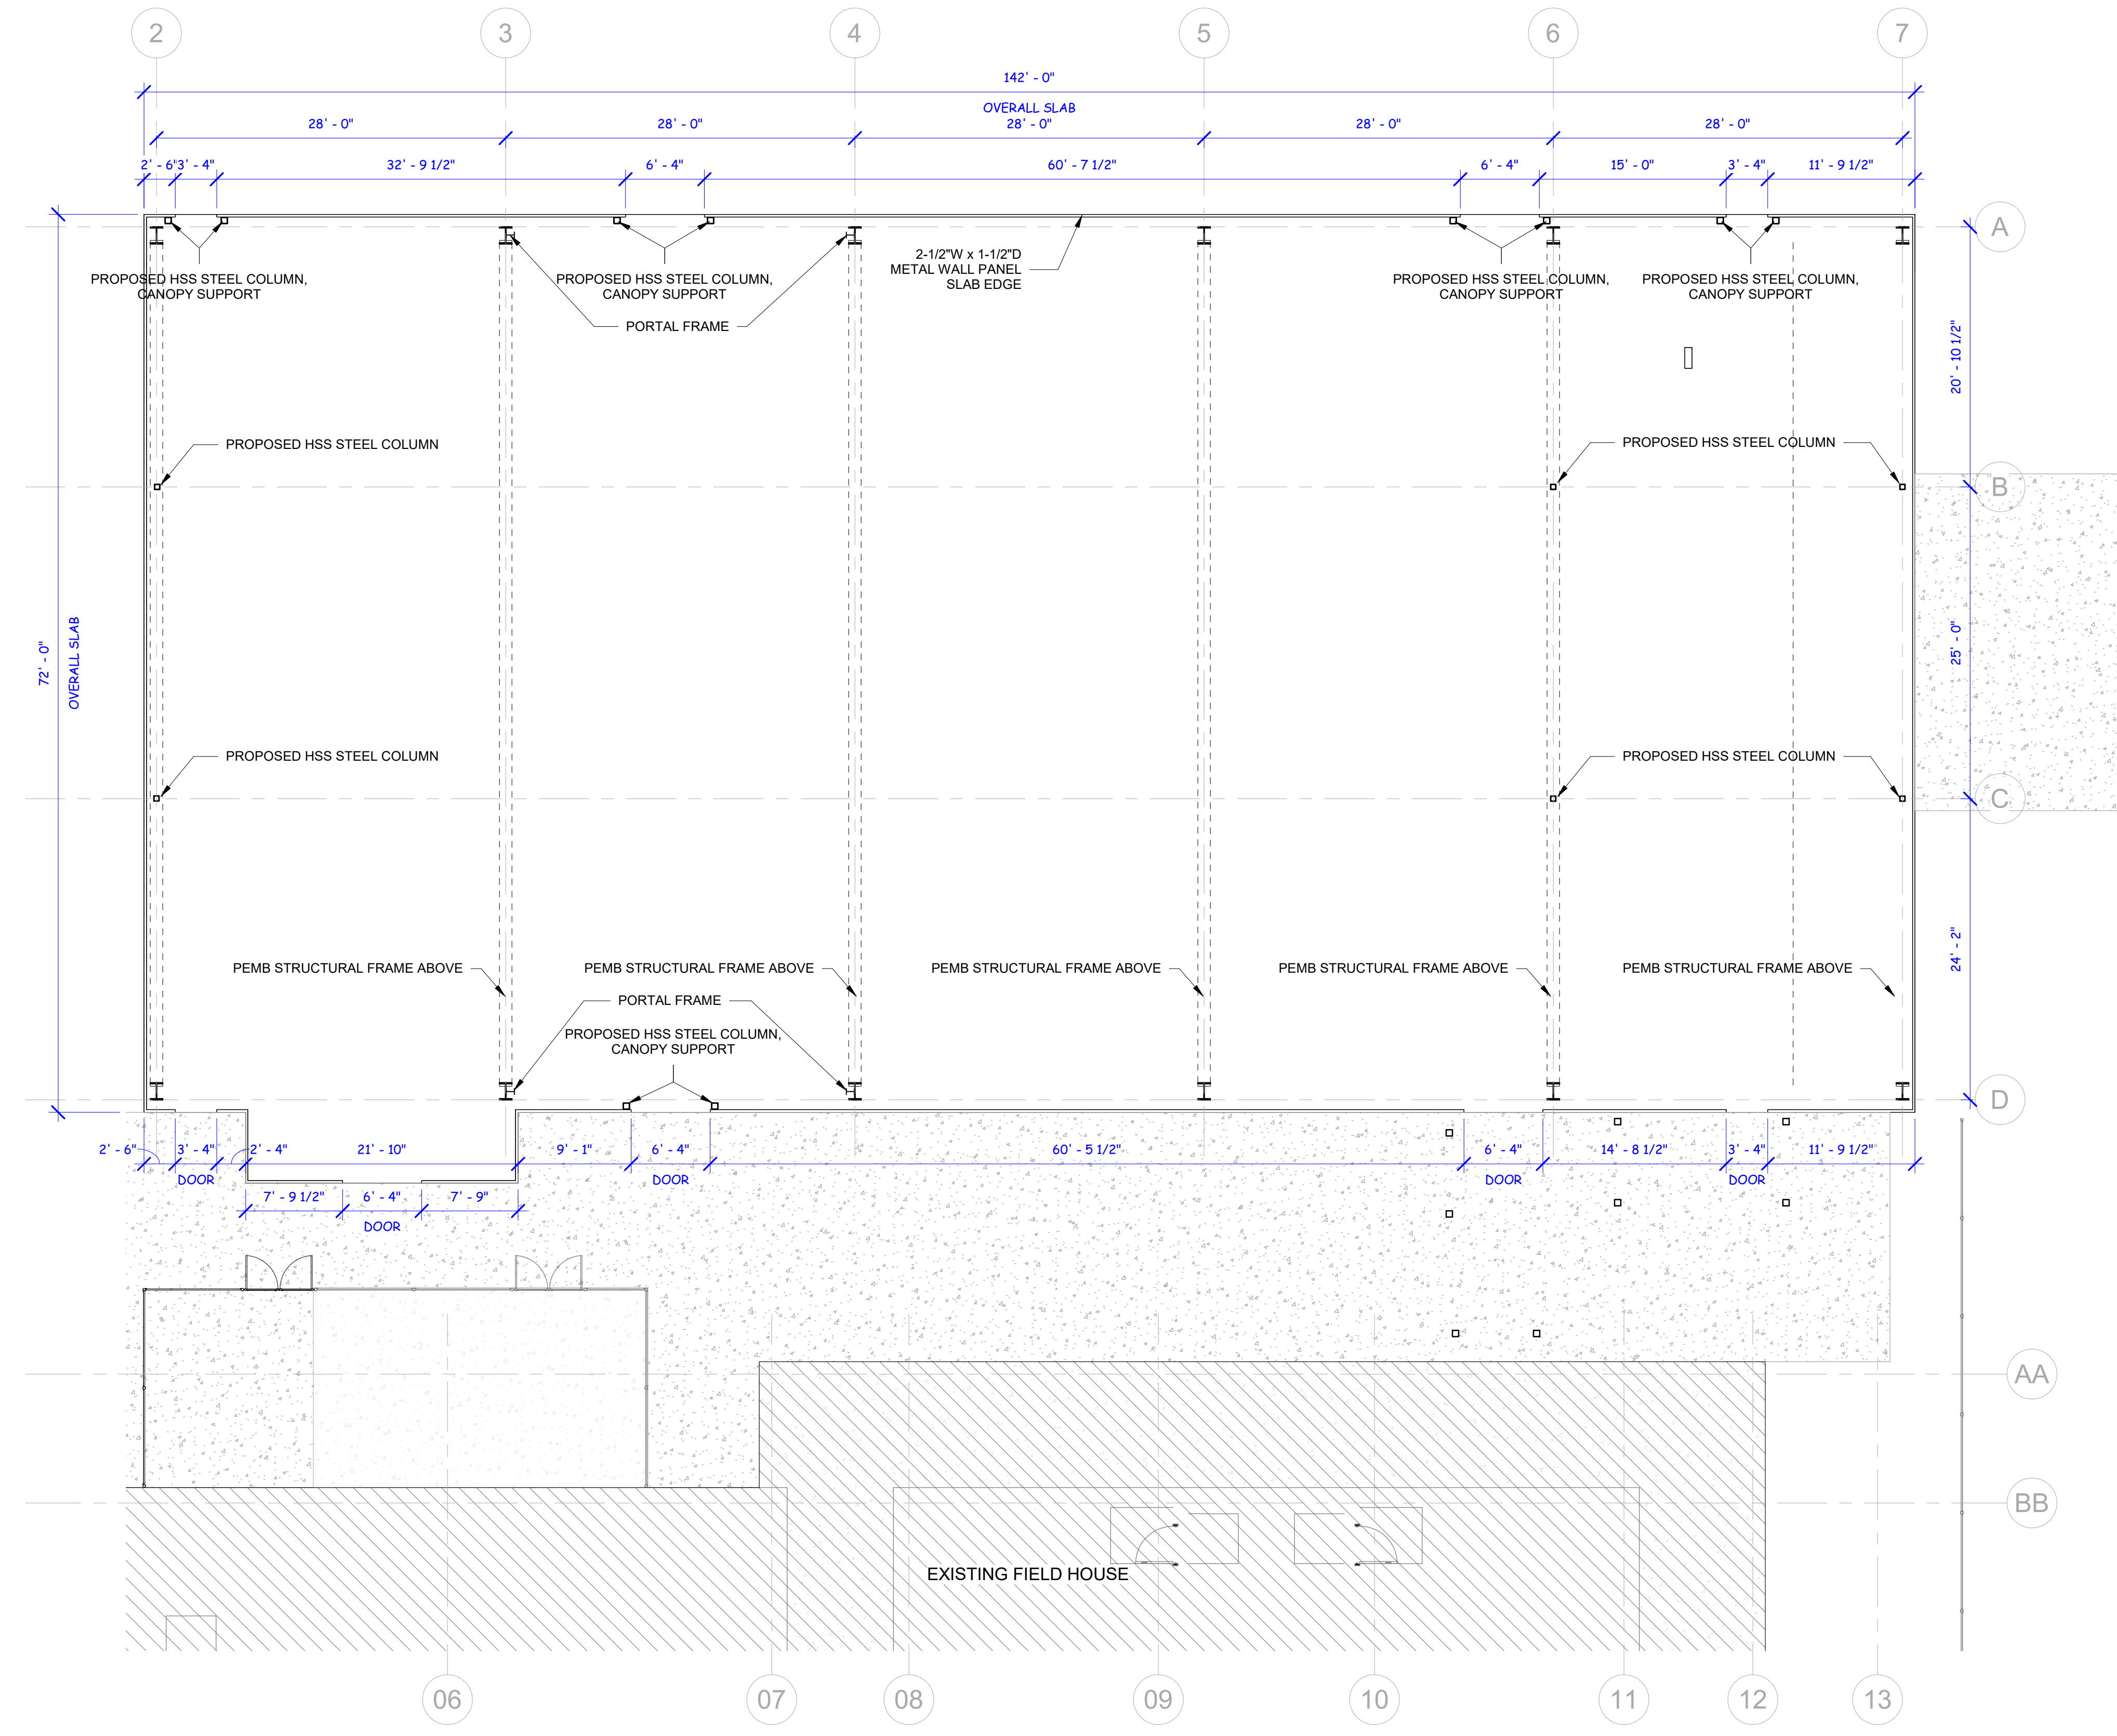 2 3 4 5 6 7
142' - 0"
OVERALL SLAB
28' - 0" 28' - 0" 28' - 0" 28' - 0" 28' - 0"
2' - 6" 3' - 4" 32' - 9 1/2" 6' - 4" 60' - 7 1/2" 6' - 4" 15' - 0" 3' - 4" 11' - 9 1/2"
A
2-1/2"W x 1-1/2"D
METAL WALL PANEL
SLAB EDGE
PROPOSED HSS STEEL COLUMN,
CANOPY SUPPORT
PROPOSED HSS STEEL COLUMN,
CANOPY SUPPORT
PROPOSED HSS STEEL COLUMN,
CANOPY SUPPORT
PROPOSED HSS STEEL COLUMN,
CANOPY SUPPORT
PORTAL FRAME
20' - 10 1/2"
PROPOSED HSS STEEL COLUMN
PROPOSED HSS STEEL COLUMN
B
72' - 0"
OVERALL SLAB
25' - 0"
PROPOSED HSS STEEL COLUMN
PROPOSED HSS STEEL COLUMN
C
24' - 2"
PEMB STRUCTURAL FRAME ABOVE
PEMB STRUCTURAL FRAME ABOVE
PEMB STRUCTURAL FRAME ABOVE
PEMB STRUCTURAL FRAME ABOVE
PEMB STRUCTURAL FRAME ABOVE
PORTAL FRAME
PROPOSED HSS STEEL COLUMN,
CANOPY SUPPORT
D
2' - 6" 3' - 4" 2' - 4" 21' - 10" 9' - 1" 6' - 4" 60' - 5 1/2" 6' - 4" 14' - 8 1/2" 3' - 4" 11' - 9 1/2"
DOOR DOOR DOOR DOOR
7' - 9 1/2" 6' - 4" 7' - 9"
DOOR
AA
BB
EXISTING FIELD HOUSE
06 07 08 09 10 11 12 13